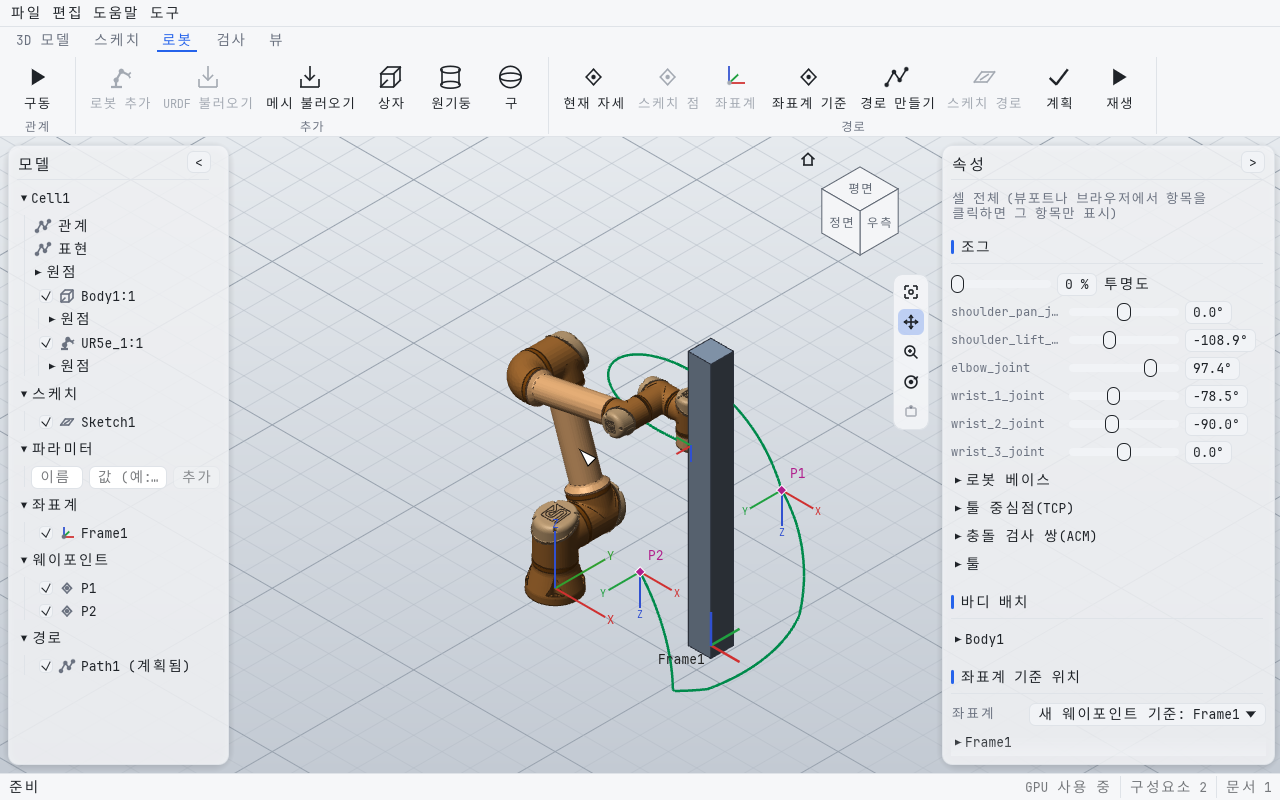 파일 편집 도움말 도구
3D 모델 스케치 로봇 검사 뷰
구동 로봇 추가 URDF 불러오기 메시 불러오기 상자 원기둥 구 현재 자세 스케치 점 좌표계 좌표계 기준 경로 만들기 스케치 경로 계획 재생
관계 추가 경로
모델 <
▼ Cell1
관계
표현
▶ 원점
Body1:1
▶ 원점
UR5e_1:1
▶ 원점
▼ 스케치
Sketch1
▼ 파라미터
이름 값 (예:… 추가
▼ 좌표계
Frame1
▼ 웨이포인트
P1
P2
▼ 경로
Path1 (계획됨)
평면
정면 우측
P1
Y X
Z
P2
Y
Y X
Z
X
Frame1
속성 >
셀 전체 (뷰포트나 브라우저에서 항목을
클릭하면 그 항목만 표시)
조그
0 % 투명도
shoulder_pan_j… 0.0°
shoulder_lift_… -108.9°
elbow_joint 97.4°
wrist_1_joint -78.5°
wrist_2_joint -90.0°
wrist_3_joint 0.0°
▶ 로봇 베이스
▶ 툴 중심점(TCP)
▶ 충돌 검사 쌍(ACM)
▶ 툴
바디 배치
▶ Body1
좌표계 기준 위치
좌표계 새 웨이포인트 기준: Frame1 ▼
▶ Frame1
준비 GPU 사용 중 구성요소 2 문서 1